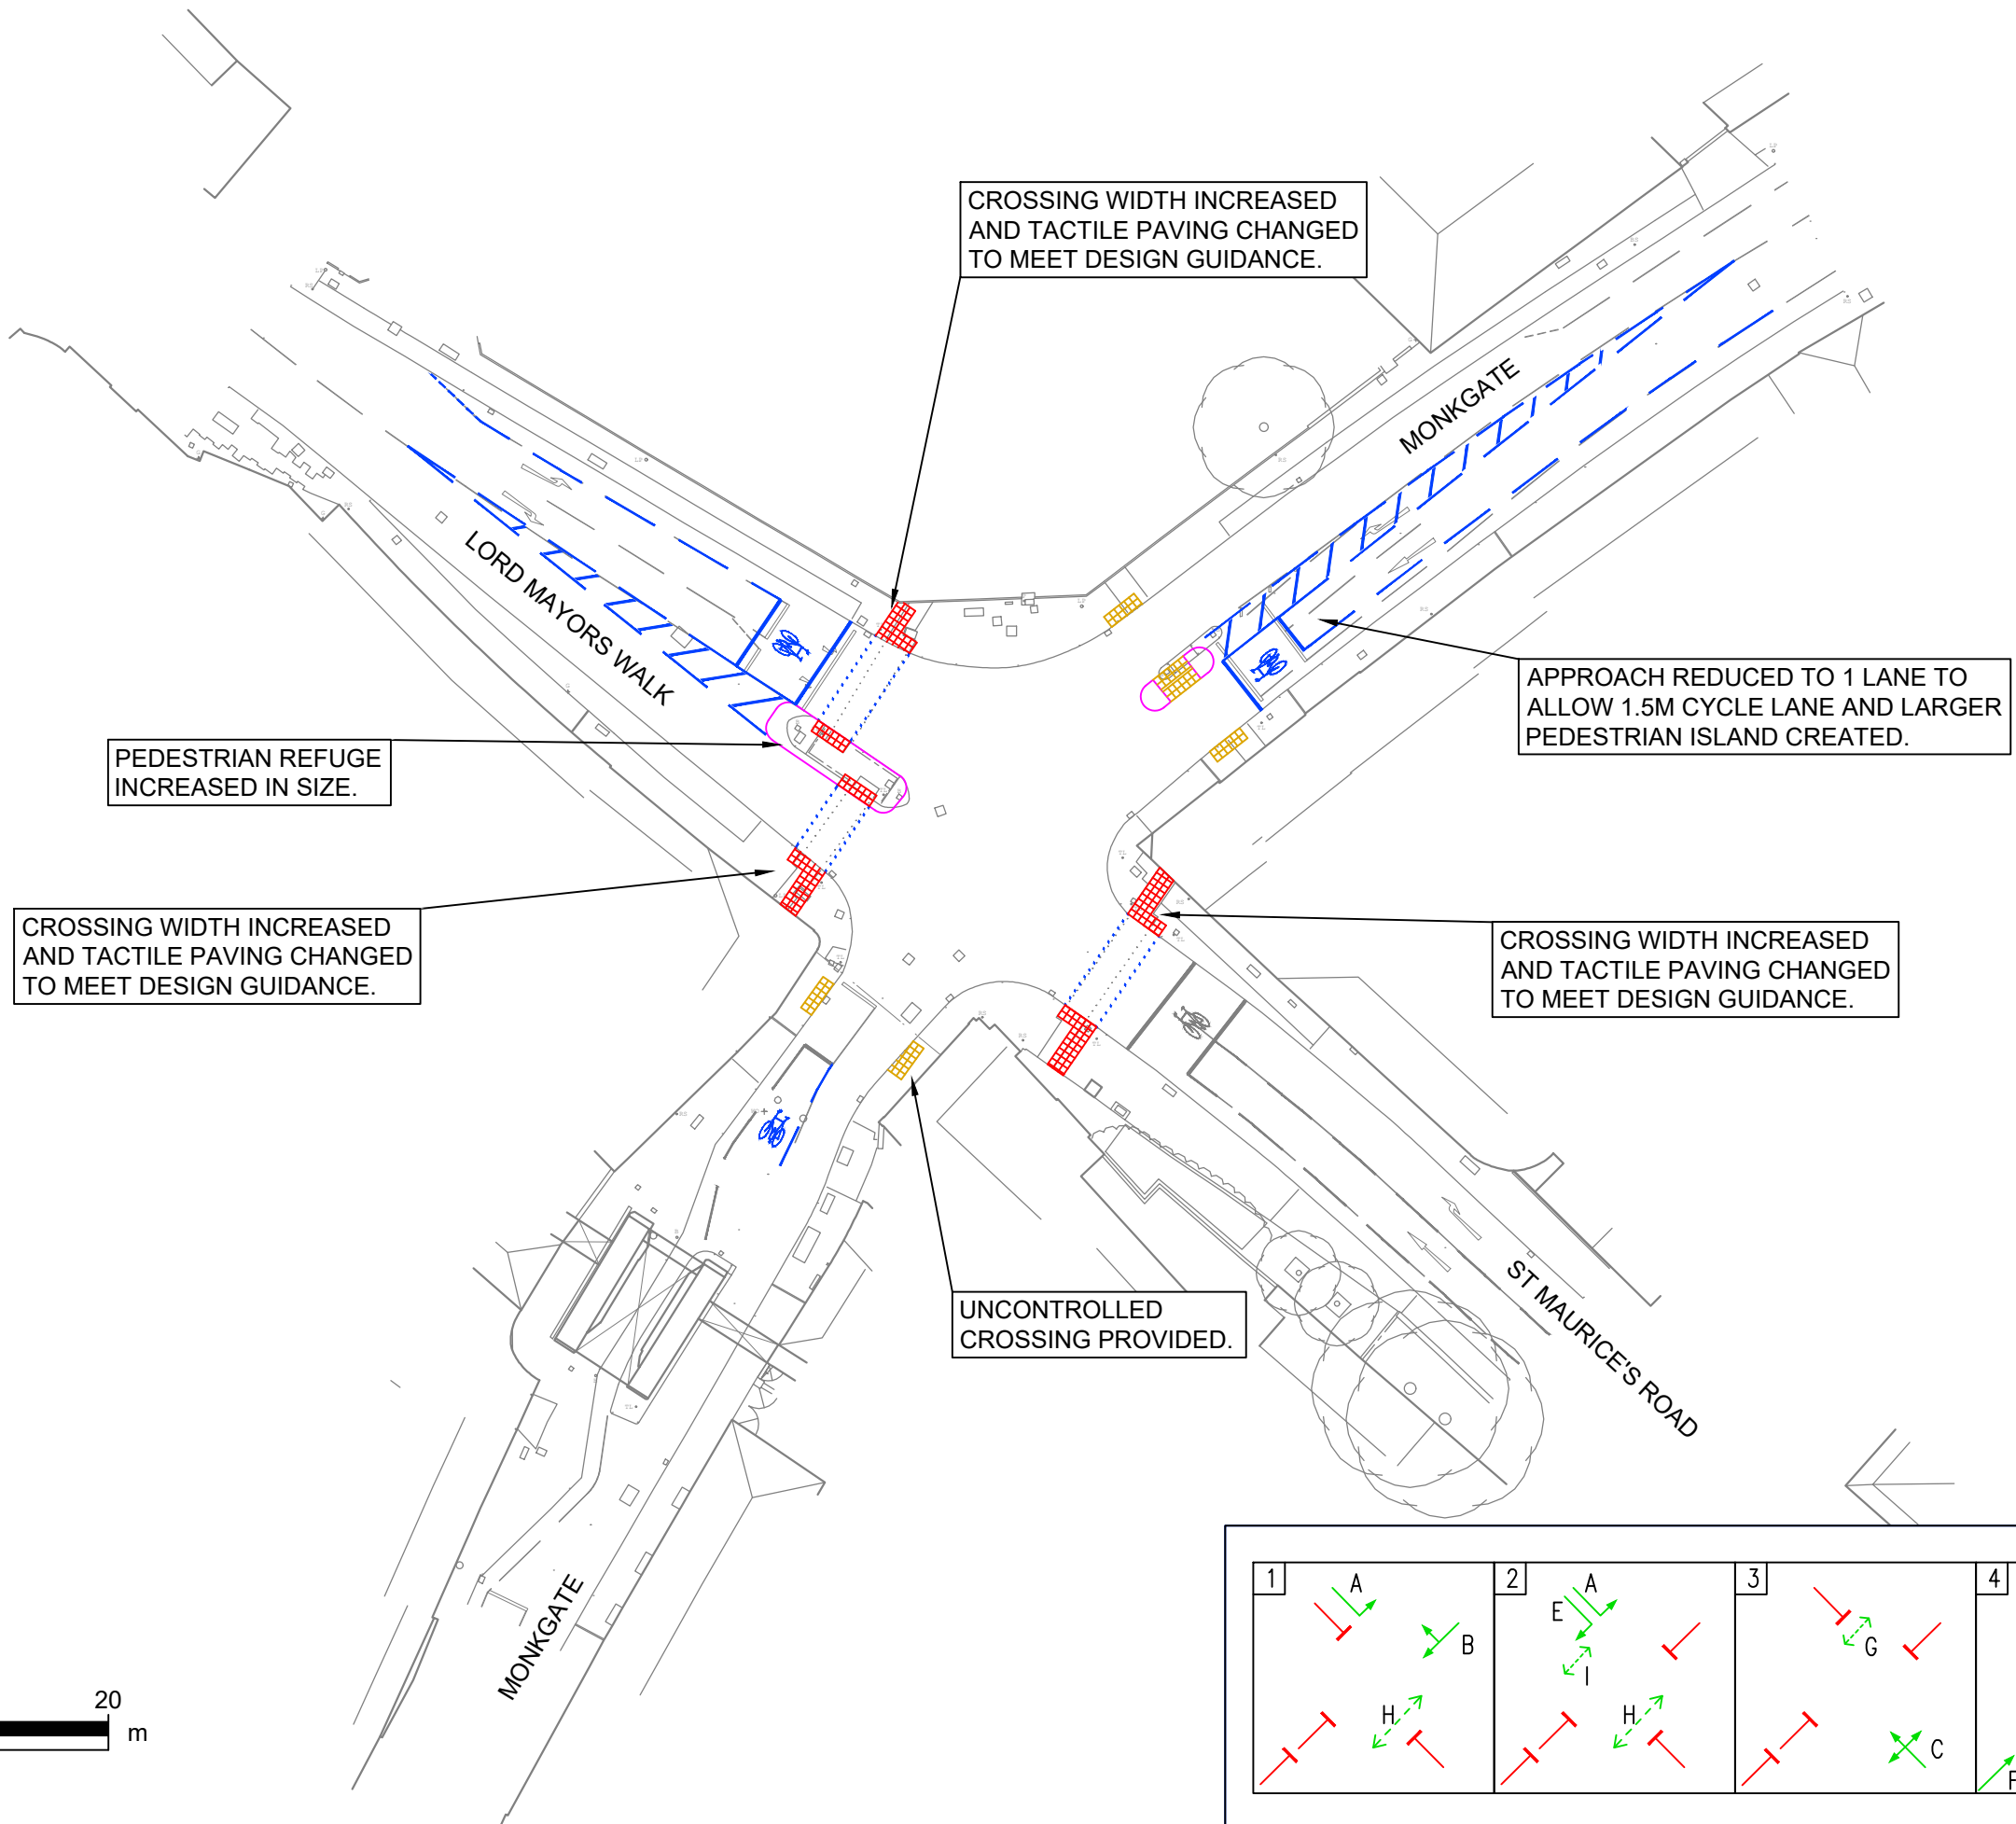 CROSSING WIDTH INCREASED
AND TACTILE PAVING CHANGED
TO MEET DESIGN GUIDANCE.
MONKGATE
LORD MAYORS WALK
APPROACH REDUCED TO 1 LANE TO
ALLOW 1.5M CYCLE LANE AND LARGER
PEDESTRIAN ISLAND CREATED.
PEDESTRIAN REFUGE
INCREASED IN SIZE.
CROSSING WIDTH INCREASED
AND TACTILE PAVING CHANGED
TO MEET DESIGN GUIDANCE.
CROSSING WIDTH INCREASED
AND TACTILE PAVING CHANGED
TO MEET DESIGN GUIDANCE.
UNCONTROLLED
CROSSING PROVIDED.
ST MAURICE'S ROAD
MONKGATE
20
m
1
A
B
H
2
A
E
I
H
3
G
C
4